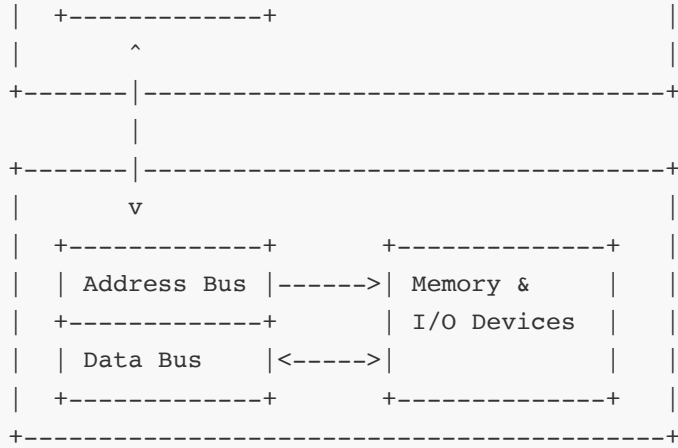 |  +-------------+                          |
|       ^                                   |
+-------|-----------------------------------+
        |
+-------|-----------------------------------+
|       v                                   |
|  +-------------+       +--------------+   |
|  | Address Bus |------>| Memory &     |   |
|  +-------------+       | I/O Devices  |   |
|  | Data Bus    |<----->|              |   |
|  +-------------+       +--------------+   |
+-------------------------------------------+